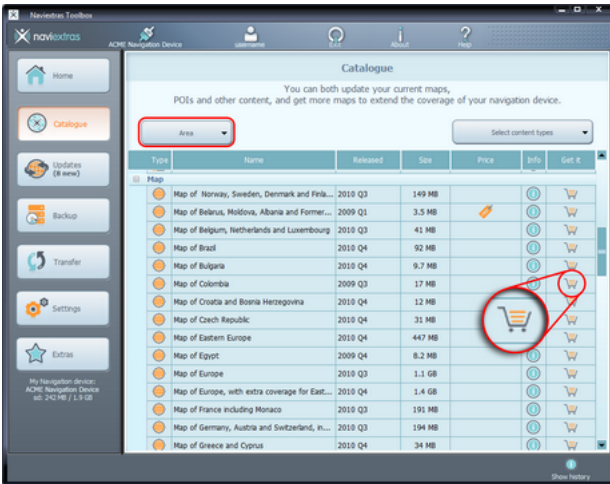 Naviextras Toolbox
naviextras
ACME Navigation Device
username
Exit
About
Help
Home
Catalogue
Updates
(8 new)
Backup
Transfer
Settings
Extras
My Navigation device:
ACME Navigation Device
sd: 242 MB / 1.9 GB
Catalogue
You can both update your current maps,
POIs and other content, and get more maps to extend the coverage of your navigation device.
Area
Select content types
Type Name Released Size Price Info Get it
Map
Map of Norway, Sweden, Denmark and Finla... 2010 Q3 149 MB
Map of Belarus, Moldova, Albania and Former... 2009 Q1 3.5 MB
Map of Belgium, Netherlands and Luxembourg 2010 Q3 41 MB
Map of Brazil 2010 Q4 92 MB
Map of Bulgaria 2010 Q4 9.7 MB
Map of Colombia 2009 Q3 17 MB
Map of Croatia and Bosnia Herzegovina 2010 Q4 12 MB
Map of Czech Republic 2010 Q4 31 MB
Map of Eastern Europe 2010 Q4 447 MB
Map of Egypt 2009 Q4 8.2 MB
Map of Europe 2010 Q3 1.1 GB
Map of Europe, with extra coverage for East... 2010 Q4 1.4 GB
Map of France including Monaco 2010 Q3 191 MB
Map of Germany, Austria and Switzerland, in... 2010 Q3 194 MB
Map of Greece and Cyprus 2010 Q4 34 MB
Show history